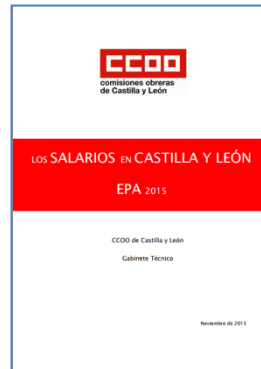 CCOO
comisiones obreras
de Castilla y León
LOS SALARIOS EN CASTILLA Y LEÓN
EPA 2015
CCOO de Castilla y León
Gabinete Técnico
Noviembre de 2015